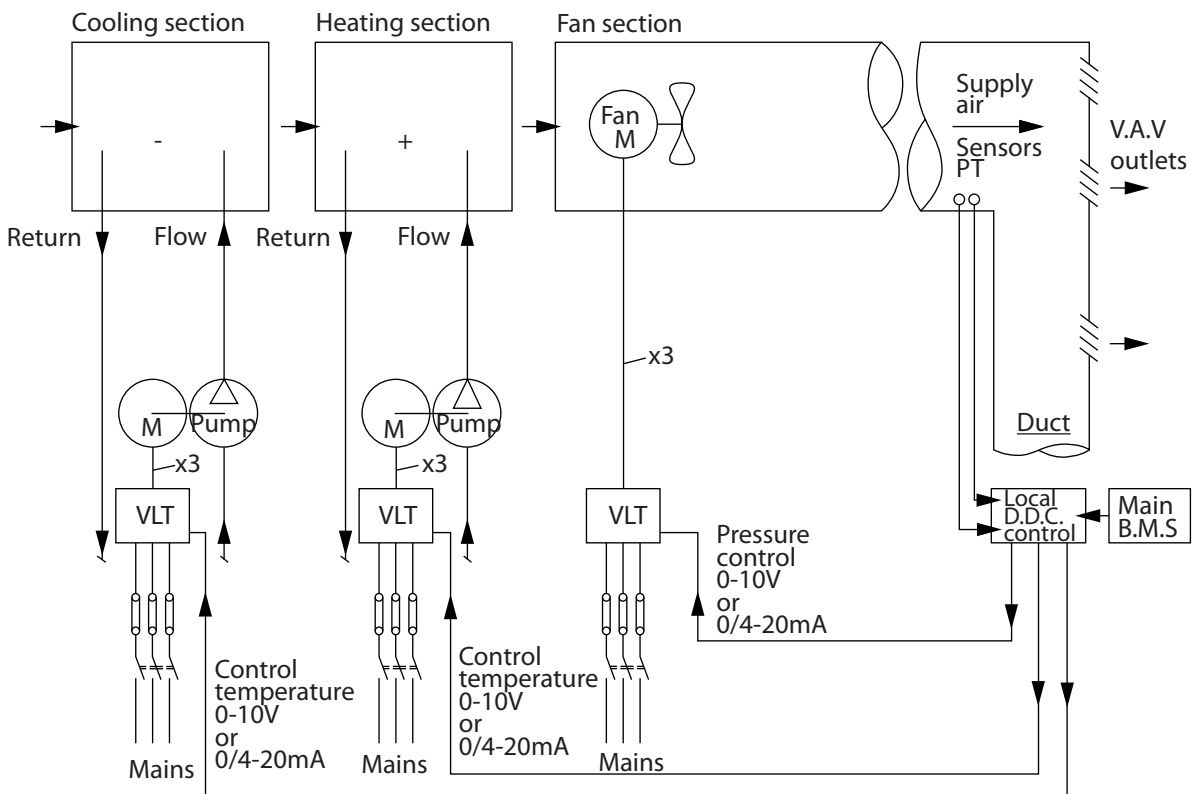 Cooling section
Heating section
Fan section
-
+
Fan
M
Supply
air
Sensors
PT
V.A.V
outlets
Return
Flow
Return
Flow
x3
M
Pump
M
Pump
Duct
x3
x3
VLT
VLT
VLT
Local
D.D.C.
control
Main
B.M.S
Pressure
control
0-10V
or
0/4-20mA
Control
temperature
0-10V
or
0/4-20mA
Control
temperature
0-10V
or
0/4-20mA
Mains
Mains
Mains